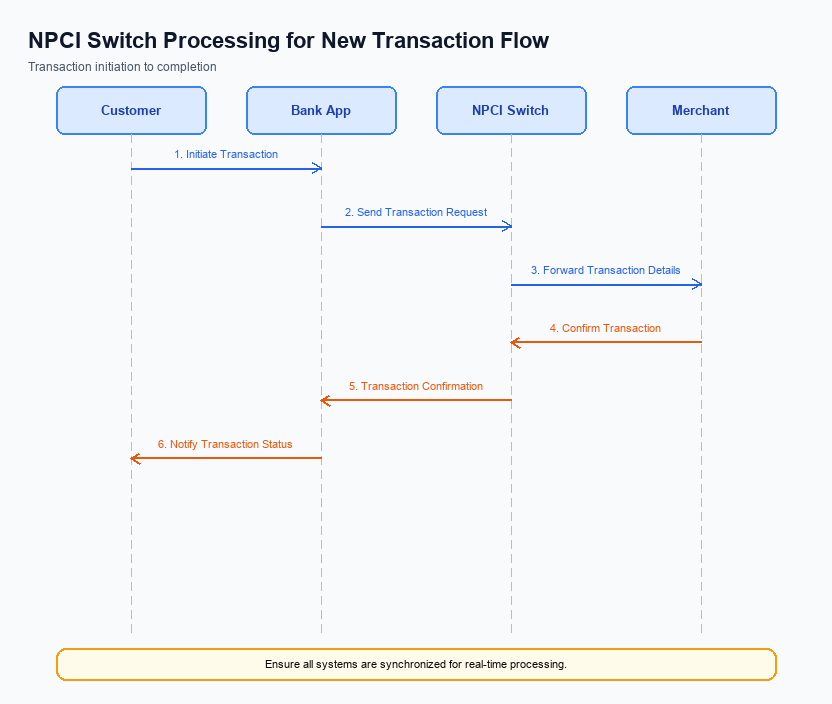 NPCI Switch Processing for New Transaction Flow
Transaction initiation to completion
Customer
Bank App
NPCI Switch
Merchant
1. Initiate Transaction
2. Send Transaction Request
3. Forward Transaction Details
4. Confirm Transaction
5. Transaction Confirmation
6. Notify Transaction Status
Ensure all systems are synchronized for real-time processing.